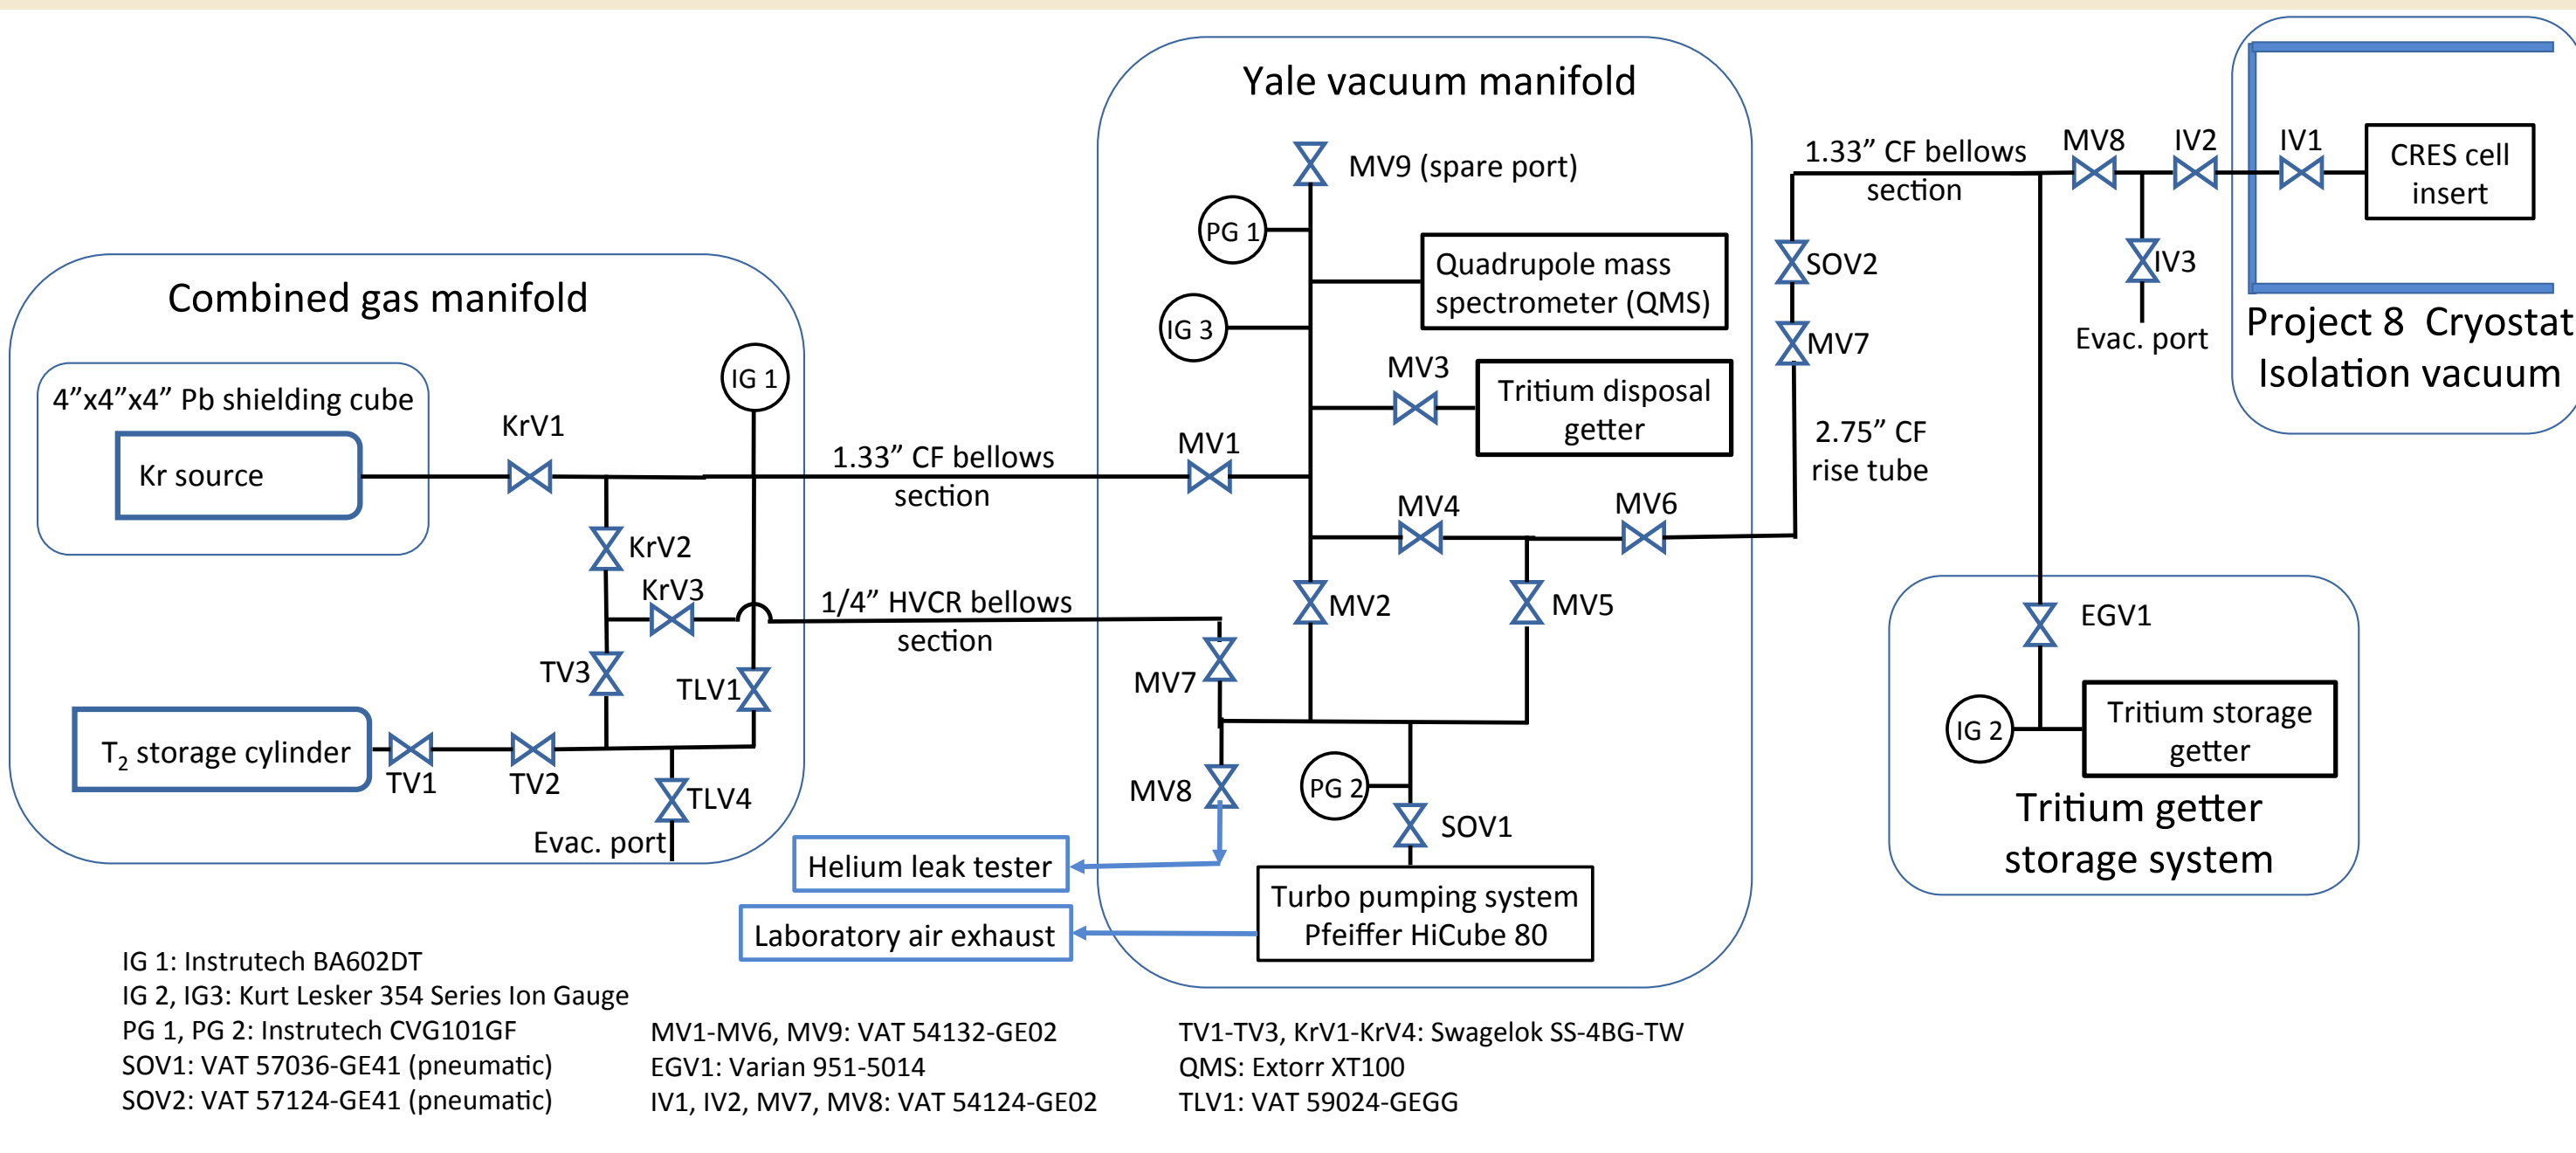 Combined gas manifold
4”x4”x4” Pb shielding cube
Kr source
KrV1
KrV2
KrV3
IG 1
TV3
TLV1
T2 storage cylinder
TV1
TV2
TLV4
Evac. port
1.33” CF bellows
section
1/4” HVCR bellows
section
Yale vacuum manifold
MV9 (spare port)
PG 1
Quadrupole mass
spectrometer (QMS)
IG 3
MV3
Tritium disposal
getter
MV1
MV4
MV6
MV2
MV5
MV7
MV8
PG 2
SOV1
Turbo pumping system
Pfeiffer HiCube 80
Helium leak tester
Laboratory air exhaust
1.33” CF bellows
section
SOV2
MV7
2.75” CF
rise tube
MV8
IV2
IV3
Evac. port
IV1
CRES cell
insert
Project 8 Cryostat
Isolation vacuum
EGV1
IG 2
Tritium storage
getter
Tritium getter
storage system
IG 1: Instrutech BA602DT
IG 2, IG3: Kurt Lesker 354 Series Ion Gauge
PG 1, PG 2: Instrutech CVG101GF
SOV1: VAT 57036-GE41 (pneumatic)
SOV2: VAT 57124-GE41 (pneumatic)
MV1-MV6, MV9: VAT 54132-GE02
EGV1: Varian 951-5014
IV1, IV2, MV7, MV8: VAT 54124-GE02
TV1-TV3, KrV1-KrV4: Swagelok SS-4BG-TW
QMS: Extorr XT100
TLV1: VAT 59024-GEGG